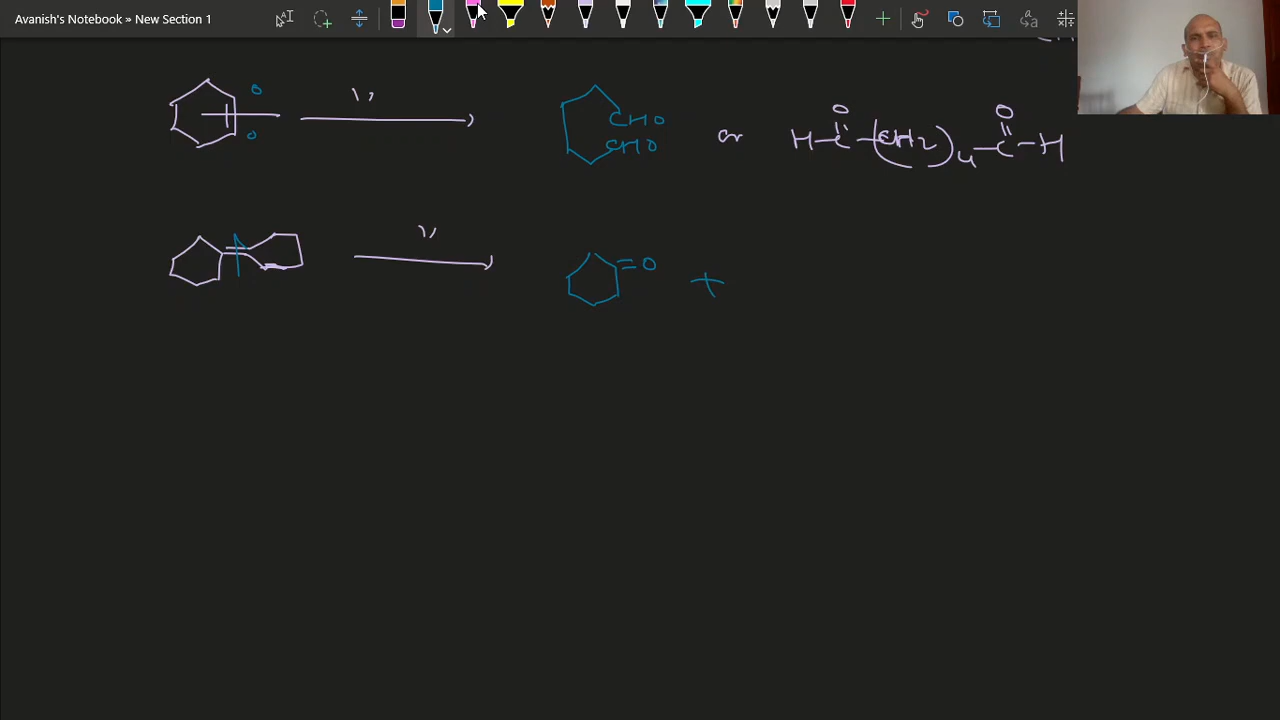 Avanish's Notebook » New Section 1
O
O
〃
CHO
CHO
or
H-C(=O)-(CH2)4-C(=O)-H
〃
=O +